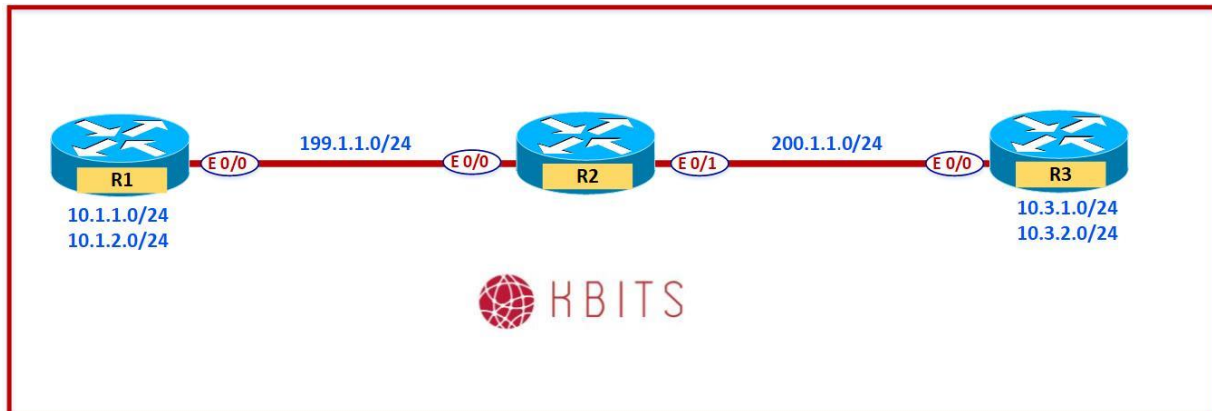 199.1.1.0/24
200.1.1.0/24
E 0/0
E 0/0
E 0/1
E 0/0
R1
R2
R3
10.1.1.0/24
10.1.2.0/24
10.3.1.0/24
10.3.2.0/24
KBITS